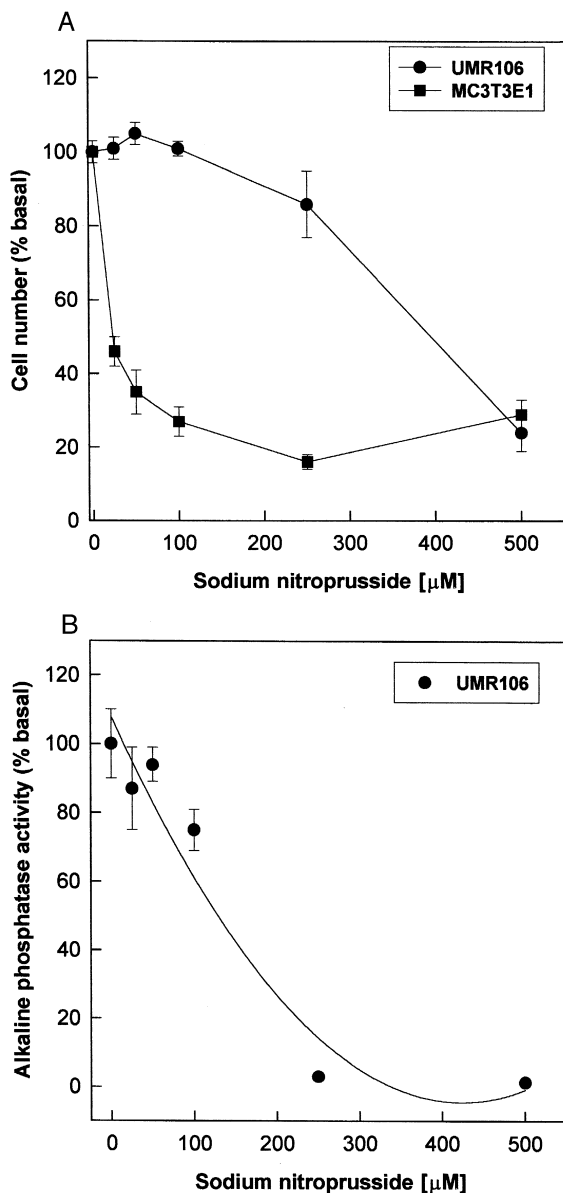 A
UMR106
MC3T3E1
Cell number (% basal)
120
100
80
60
40
20
0
0 100 200 300 400 500
Sodium nitroprusside [μM]
B
UMR106
Alkaline phosphatase activity (% basal)
120
100
80
60
40
20
0
0 100 200 300 400 500
Sodium nitroprusside [μM]